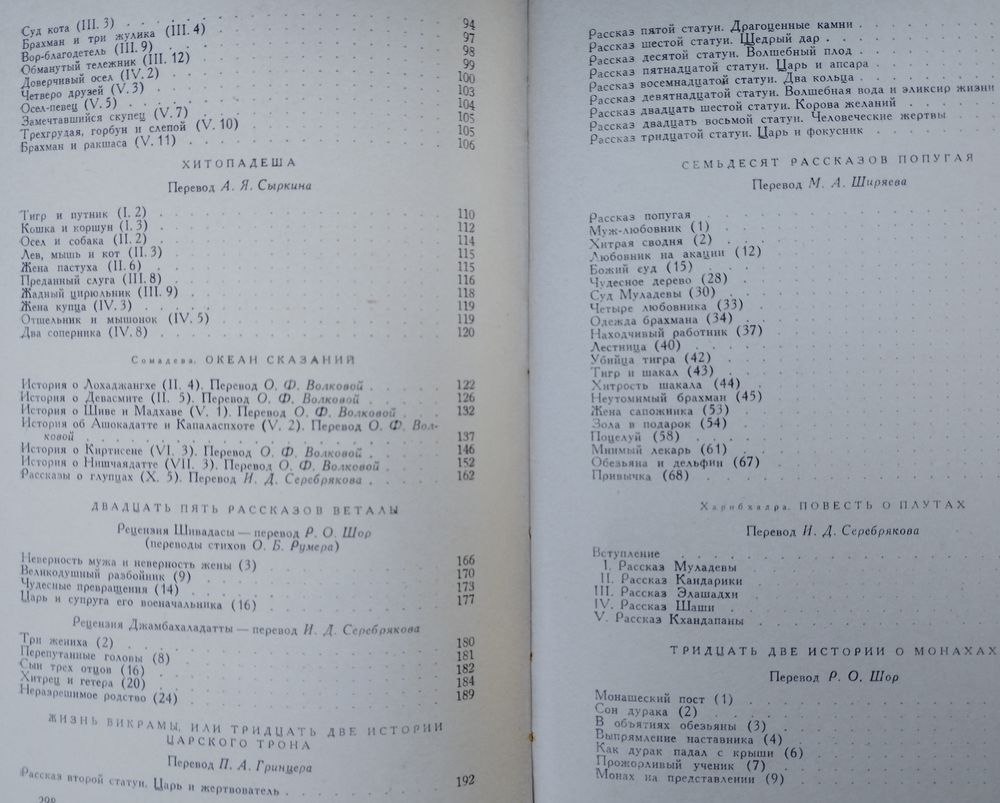 Суд кота (III. 3) 94
Брахман и три жулика (III. 4) 97
Вор-благодетель (III. 9) 98
Обманутый тележник (III. 12) 99
Доверчивый осел (IV. 2) 100
Четверо друзей (V. 3) 103
Осел-певец (V. 5) 104
Замечтавшийся скупец (V. 7) 105
Трехгрудая, горбун и слепой (V. 10) 105
Брахман и ракшаса (V. 11) 106
ХИТОПАДЕША
Перевод А. Я. Сыркина
Тигр и путник (I. 2) 110
Кошка и коршун (I. 3) 112
Осел и собака (II. 2) 114
Лев, мышь и кот (II. 3) 115
Жена пастуха (II. 6) 115
Преданный слуга (III. 8) 116
Жадный цирюльник (III. 9) 118
Жена купца (IV. 3) 119
Отшельник и мышонок (IV. 5) 119
Два соперника (IV. 8) 120
Сомадева. ОКЕАН СКАЗАНИЙ
История о Лохаджангхе (II. 4). Перевод О. Ф. Волковой 122
История о Девасмите (II. 5). Перевод О. Ф. Волковой 126
История о Шиве и Мадхаве (V. 1). Перевод О. Ф. Волковой 132
История об Ашокадатте и Капаласпхоте (V. 2). Перевод О. Ф. Вол-
ковой 137
История о Киртисене (VI. 3). Перевод О. Ф. Волковой 146
История о Нишчаядатте (VII. 3). Перевод О. Ф. Волковой 152
Рассказы о глупцах (X. 5). Перевод И. Д. Серебрякова 162
ДВАДЦАТЬ ПЯТЬ РАССКАЗОВ ВЕТАЛЫ
Рецензия Шивадасы — перевод Р. О. Шор
(переводы стихов О. Б. Румера)
Неверность мужа и неверность жены (3) 166
Великодушный разбойник (9) 170
Чудесные превращения (14) 173
Царь и супруга его военачальника (16) 177
Рецензия Джамбхаладатты — перевод И. Д. Серебрякова
Три жениха (2) 180
Перепутанные головы (8) 181
Сын трех отцов (16) 182
Хитрец и гетера (20) 184
Неразрешимое родство (24) 189
ЖИЗНЬ ВИКРАМЫ, ИЛИ ТРИДЦАТЬ ДВЕ ИСТОРИИ
ЦАРСКОГО ТРОНА
Перевод П. А. Гринцера
Рассказ второй статуи. Царь и жертвователь 192
298
Рассказ пятой статуи. Драгоценные камни
Рассказ шестой статуи. Щедрый дар
Рассказ десятой статуи. Волшебный плод
Рассказ пятнадцатой статуи. Царь и апсара
Рассказ восемнадцатой статуи. Два кольца
Рассказ девятнадцатой статуи. Волшебная вода и эликсир жизни
Рассказ двадцать шестой статуи. Корова желаний
Рассказ двадцать восьмой статуи. Человеческие жертвы
Рассказ тридцатой статуи. Царь и фокусник
СЕМЬДЕСЯТ РАССКАЗОВ ПОПУГАЯ
Перевод М. А. Ширяева
Рассказ попугая
Муж-любовник (1)
Хитрая сводня (2)
Любовник на акации (12)
Божий суд (15)
Чудесное дерево (28)
Суд Муладевы (30)
Четыре любовника (33)
Одежда брахмана (34)
Находчивый работник (37)
Лестница (40)
Убийца тигра (42)
Тигр и шакал (43)
Хитрость шакала (44)
Неутомимый брахман (45)
Жена сапожника (53)
Зола в подарок (54)
Поцелуй (58)
Мнимый лекарь (61)
Обезьяна и дельфин (67)
Привычка (68)
Харибхадра. ПОВЕСТЬ О ПЛУТАХ
Перевод И. Д. Серебрякова
Вступление
I. Рассказ Муладевы
II. Рассказ Кандарики
III. Рассказ Элашадхи
IV. Рассказ Шаши
V. Рассказ Кхандапаны
ТРИДЦАТЬ ДВЕ ИСТОРИИ О МОНАХАХ
Перевод Р. О. Шор
Монашеский пост (1)
Сон дурака (2)
В объятиях обезьяны (3)
Выпрямление наставника (4)
Как дурак падал с крыши (6)
Прожорливый ученик (7)
Монах на представлении (9)